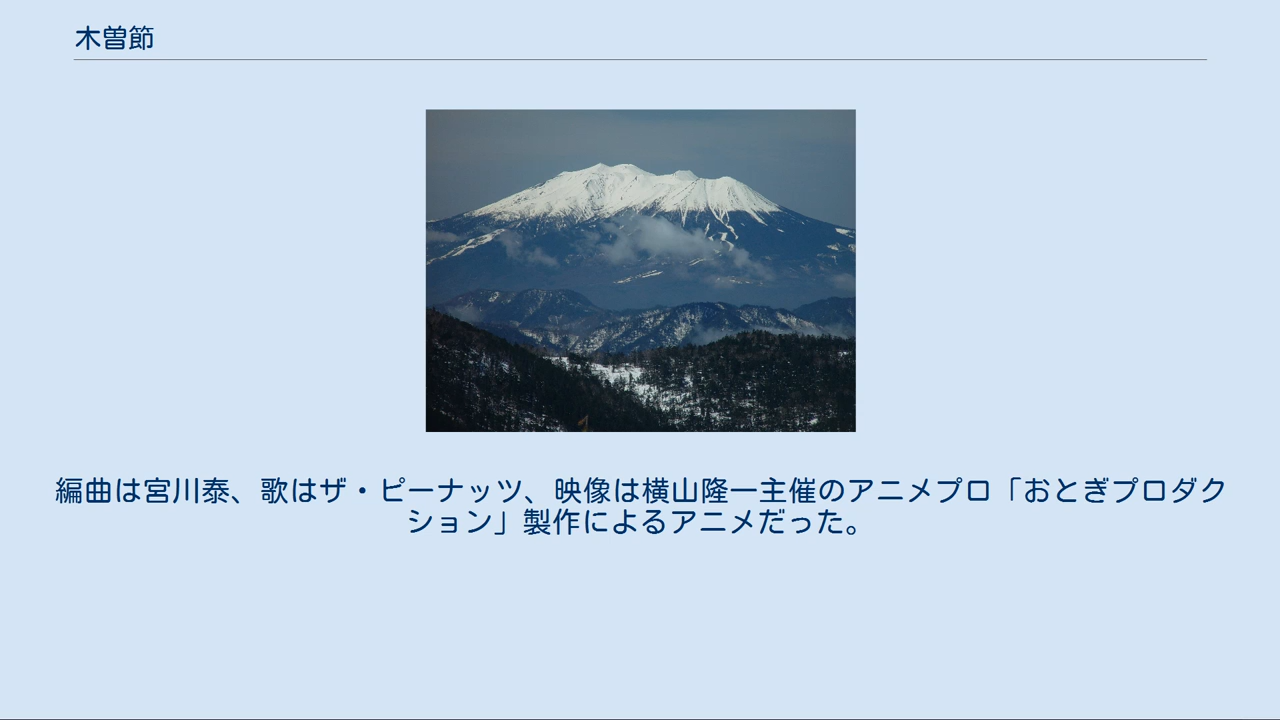 木曽節
編曲は宮川泰、歌はザ・ピーナッツ、映像は横山隆一主催のアニメプロ「おとぎプロダク
ション」製作によるアニメだった。